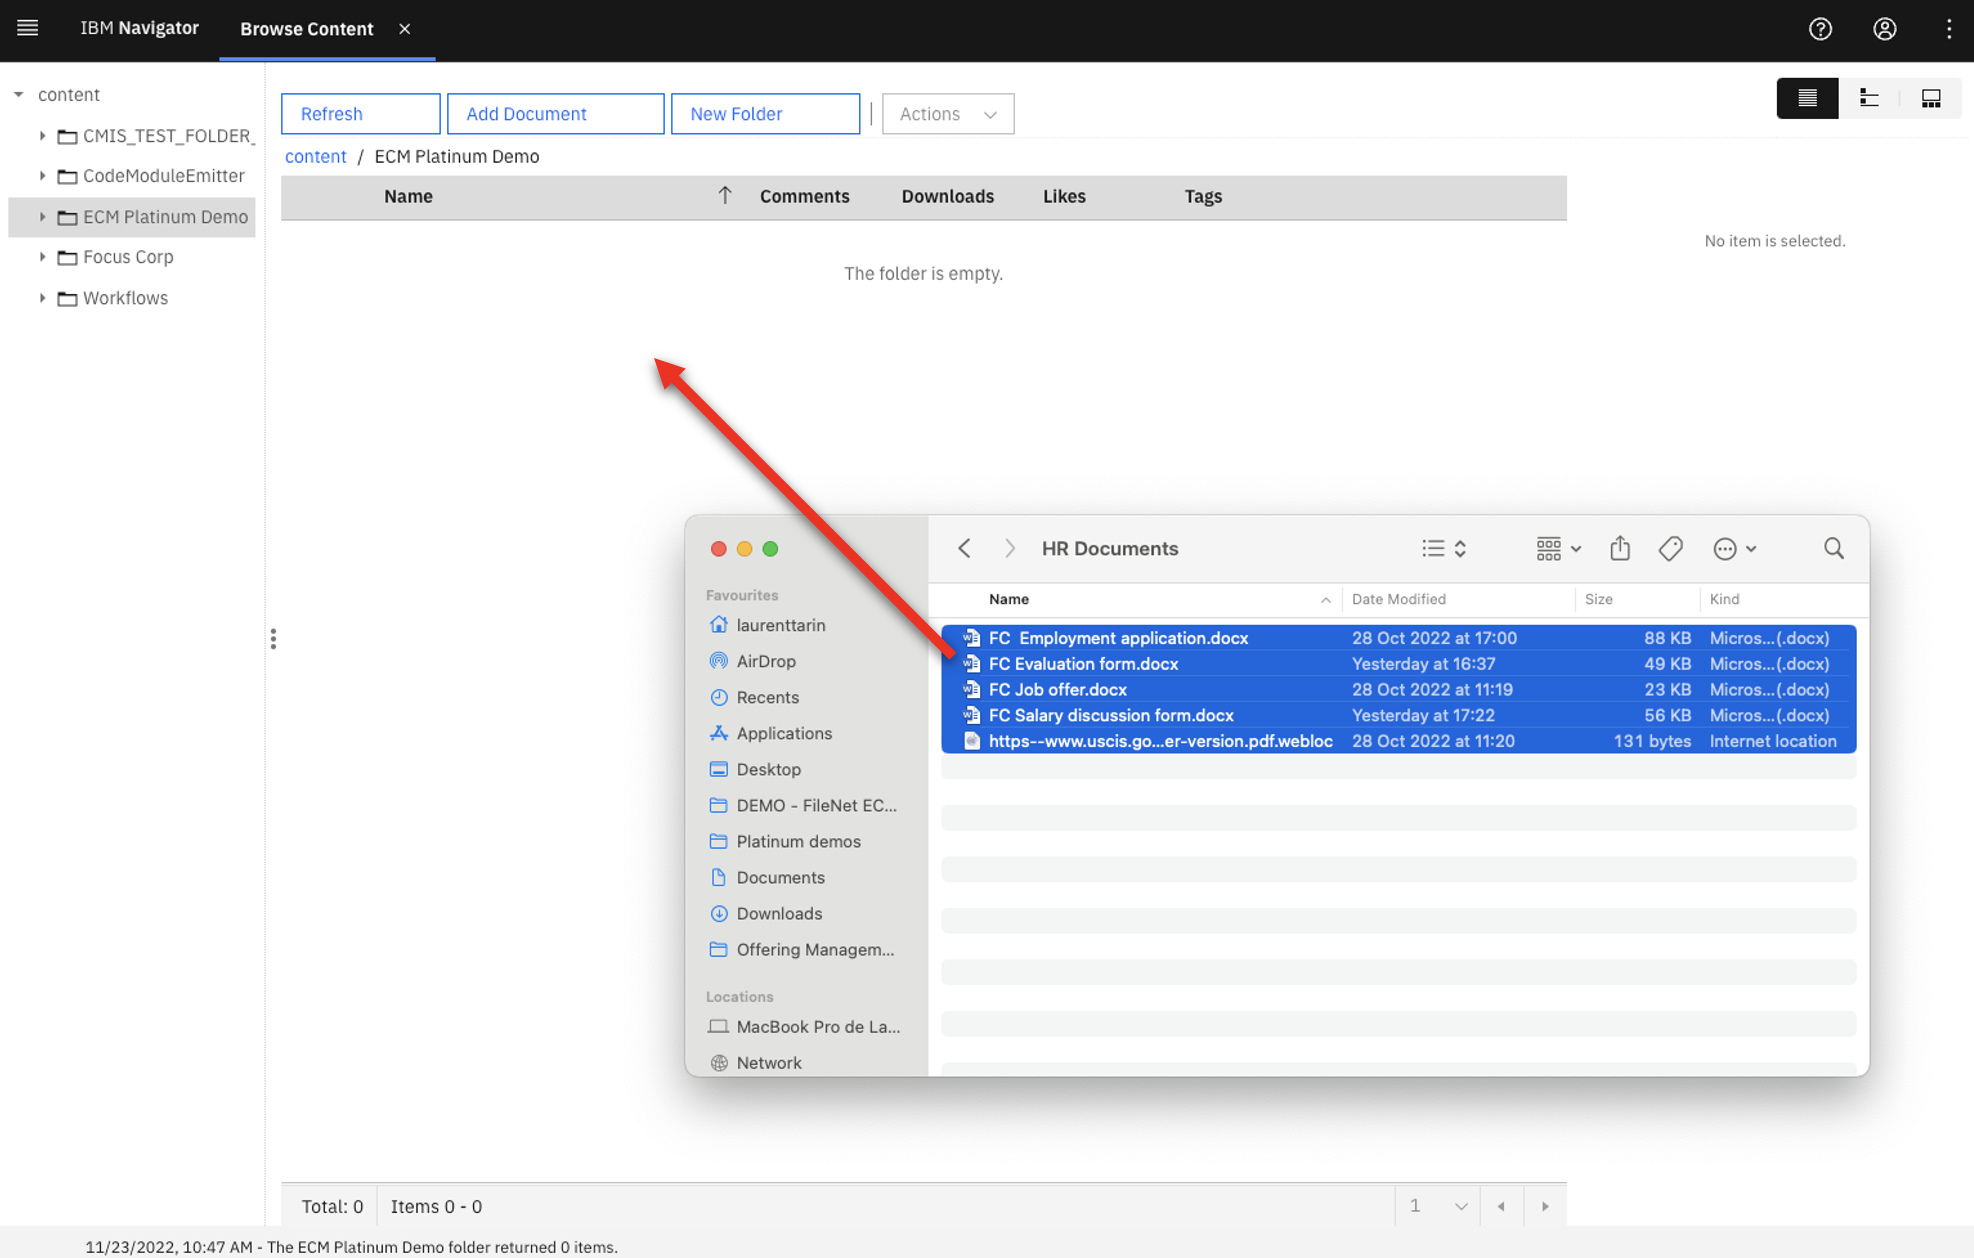 IBM Navigator
Browse Content
content
CMIS_TEST_FOLDER_
CodeModuleEmitter
ECM Platinum Demo
Focus Corp
Workflows
Refresh
Add Document
New Folder
Actions
content / ECM Platinum Demo
Name Comments Downloads Likes Tags
The folder is empty.
No item is selected.
HR Documents
Favourites
laurenttarin
AirDrop
Recents
Applications
Desktop
DEMO - FileNet EC...
Platinum demos
Documents
Downloads
Offering Managem...
Locations
MacBook Pro de La...
Network
Name Date Modified Size Kind
FC  Employment application.docx 28 Oct 2022 at 17:00 88 KB Micros...(.docx)
FC Evaluation form.docx Yesterday at 16:37 49 KB Micros...(.docx)
FC Job offer.docx 28 Oct 2022 at 11:19 23 KB Micros...(.docx)
FC Salary discussion form.docx Yesterday at 17:22 56 KB Micros...(.docx)
https--www.uscis.go...er-version.pdf.webloc 28 Oct 2022 at 11:20 131 bytes Internet location
Total: 0 Items 0 - 0 1
11/23/2022, 10:47 AM - The ECM Platinum Demo folder returned 0 items.